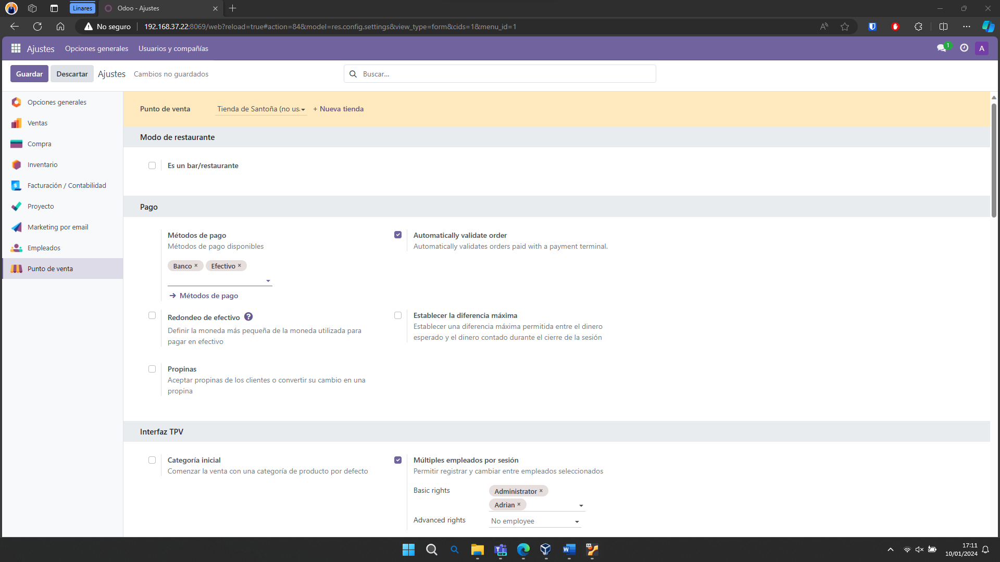 Linares
Odoo - Ajustes
No seguro
192.168.37.22:8069/web?reload=true#action=84&model=res.config.settings&view_type=form&cids=1&menu_id=1
Ajustes
Opciones generales
Usuarios y compañías
1
A
Guardar
Descartar
Ajustes
Cambios no guardados
Buscar...
Opciones generales
Ventas
Compra
Inventario
Facturación / Contabilidad
Proyecto
Marketing por email
Empleados
Punto de venta
Punto de venta
Tienda de Santoña (no us
+ Nueva tienda
Modo de restaurante
Es un bar/restaurante
Pago
Métodos de pago
Métodos de pago disponibles
Banco ×
Efectivo ×
Métodos de pago
Automatically validate order
Automatically validates orders paid with a payment terminal.
Redondeo de efectivo ?
Definir la moneda más pequeña de la moneda utilizada para
pagar en efectivo
Establecer la diferencia máxima
Establecer una diferencia máxima permitida entre el dinero
esperado y el dinero contado durante el cierre de la sesión
Propinas
Aceptar propinas de los clientes o convertir su cambio en una
propina
Interfaz TPV
Categoría inicial
Comenzar la venta con una categoría de producto por defecto
Múltiples empleados por sesión
Permitir registrar y cambiar entre empleados seleccionados
Basic rights
Administrator ×
Adrian ×
Advanced rights
No employee
NEW
64
17:11
10/01/2024